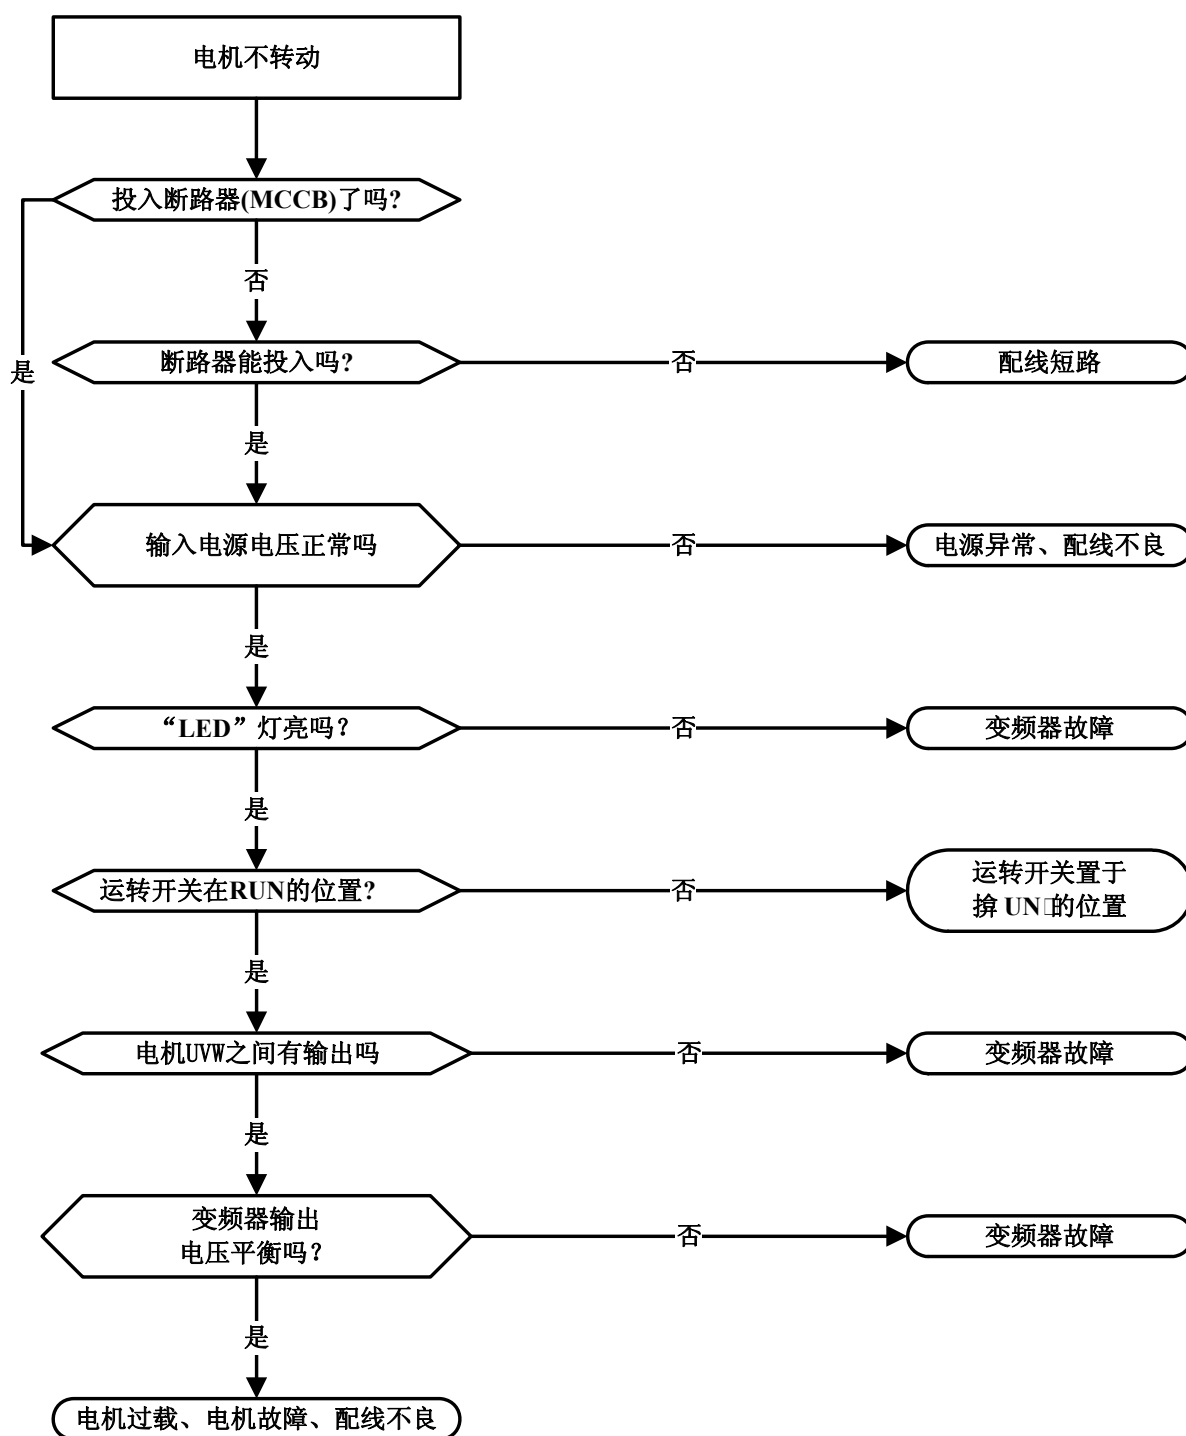 电机不转动
投入断路器(MCCB)了吗?
否
断路器能投入吗?
否
配线短路
是
是
输入电源电压正常吗
否
电源异常、配线不良
是
“LED”灯亮吗？
否
变频器故障
是
运转开关在RUN的位置?
否
运转开关置于
揜 UN□的位置
是
电机UVW之间有输出吗
否
变频器故障
是
变频器输出
电压平衡吗？
否
变频器故障
是
电机过载、电机故障、配线不良